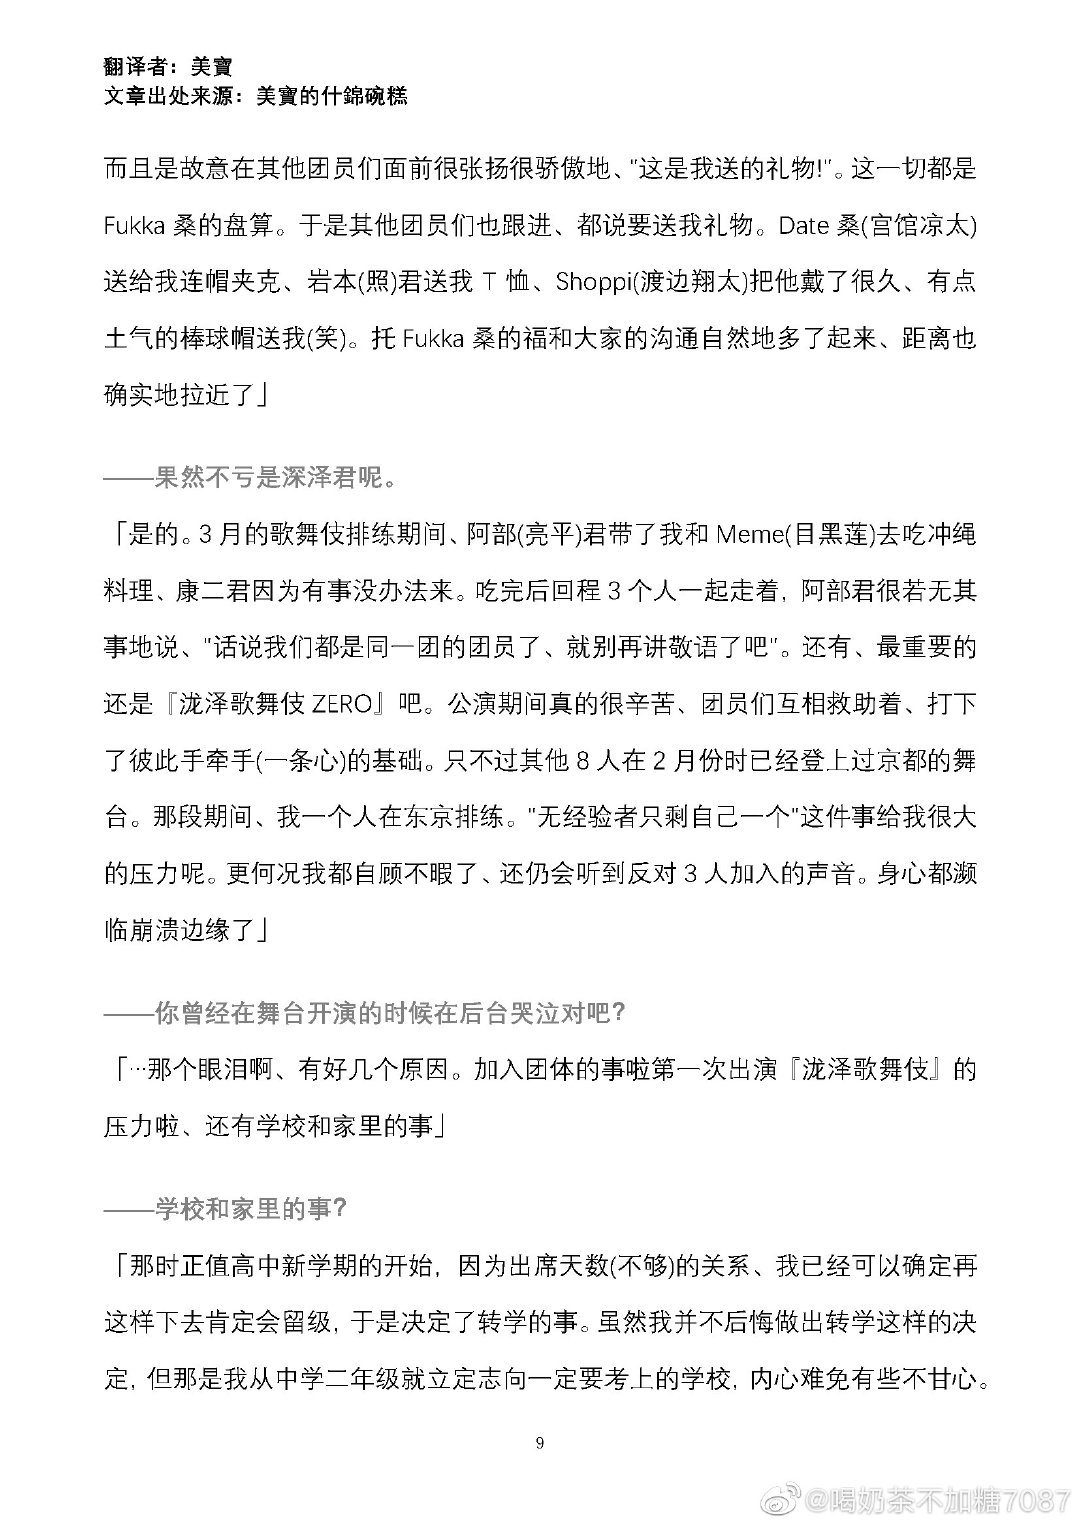 翻译者：美寳
文章出处来源：美寳的什錦碗糕
而且是故意在其他团员们面前很张扬很骄傲地、"这是我送的礼物!"。这一切都是
Fukka 桑的盘算。于是其他团员们也跟进、都说要送我礼物。Date 桑(宫馆凉太)
送给我连帽夹克、岩本(照)君送我 T 恤、Shoppi(渡边翔太)把他戴了很久、有点
土气的棒球帽送我(笑)。托 Fukka 桑的福和大家的沟通自然地多了起来、距离也
确实地拉近了」
——果然不亏是深泽君呢。
「是的。3 月的歌舞伎排练期间、阿部(亮平)君带了我和 Meme(目黑莲)去吃冲绳
料理、康二君因为有事没办法来。吃完后回程 3 个人一起走着，阿部君很若无其
事地说、"话说我们都是同一团的团员了、就别再讲敬语了吧"。还有、最重要的
还是『泷泽歌舞伎 ZERO』吧。公演期间真的很辛苦、团员们互相救助着、打下
了彼此手牵手(一条心)的基础。只不过其他 8 人在 2 月份时已经登上过京都的舞
台。那段期间、我一个人在东京排练。"无经验者只剩自己一个"这件事给我很大
的压力呢。更何况我都自顾不暇了、还仍会听到反对 3 人加入的声音。身心都濒
临崩溃边缘了」
——你曾经在舞台开演的时候在后台哭泣对吧？
「…那个眼泪啊、有好几个原因。加入团体的事啦第一次出演『泷泽歌舞伎』的
压力啦、还有学校和家里的事」
——学校和家里的事？
「那时正值高中新学期的开始，因为出席天数(不够)的关系、我已经可以确定再
这样下去肯定会留级，于是决定了转学的事。虽然我并不后悔做出转学这样的决
定，但那是我从中学二年级就立定志向一定要考上的学校，内心难免有些不甘心。
9
@喝奶茶不加糖7087